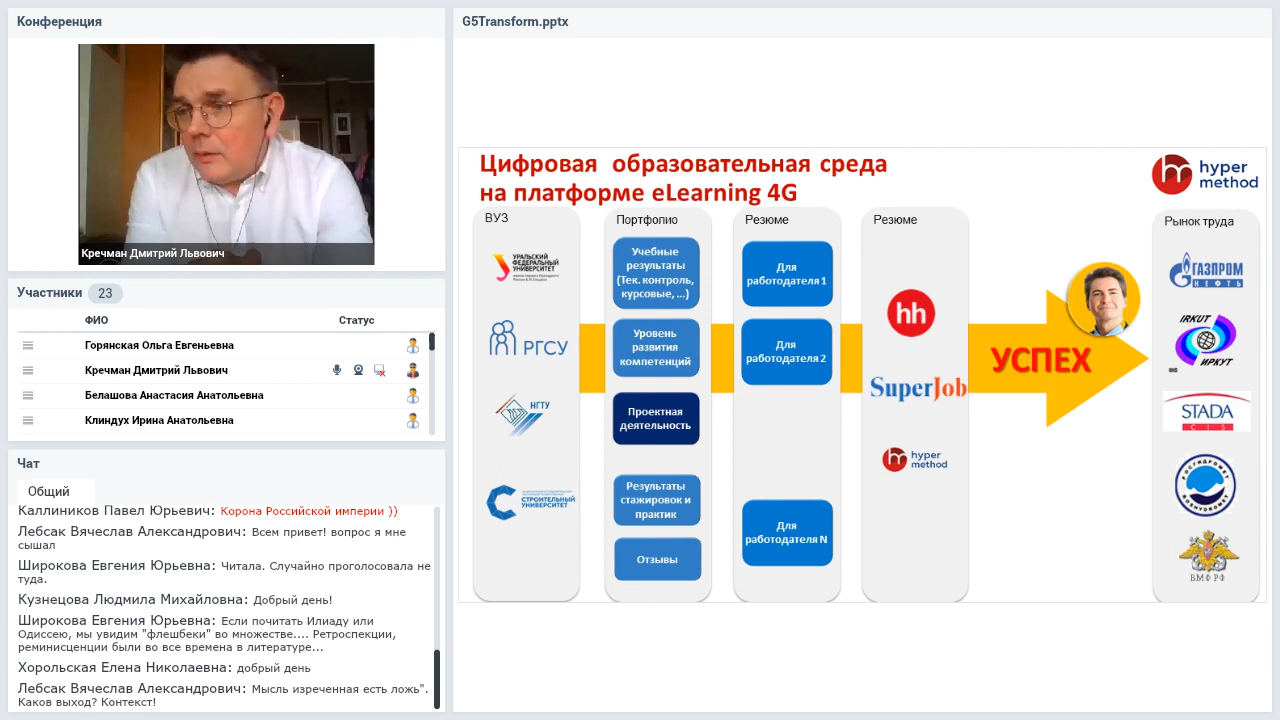 Конференция
Кречман Дмитрий Львович
Участники 23
ФИО Статус
Горянская Ольга Евгеньевна
Кречман Дмитрий Львович
Белашова Анастасия Анатольевна
Клиндух Ирина Анатольевна
Чат
Общий
Каллиников Павел Юрьевич: Корона Российской империи ))
Лебсак Вячеслав Александрович: Всем привет! вопрос я мне
сышал
Широкова Евгения Юрьевна: Читала. Случайно проголосовала не
туда.
Кузнецова Людмила Михайловна: Добрый день!
Широкова Евгения Юрьевна: Если почитать Илиаду или
Одиссею, мы увидим "флешбеки" во множестве.... Ретроспекции,
реминисценции были во все времена в литературе...
Хорольская Елена Николаевна: добрый день
Лебсак Вячеслав Александрович: Мысль изреченная есть ложь".
Каков выход? Контекст!
G5Transform.pptx
Цифровая образовательная среда
на платформе eLearning 4G
hyper
method
ВУЗ
УРАЛЬСКИЙ
ФЕДЕРАЛЬНЫЙ
УНИВЕРСИТЕТ
РГСУ
НГТУ
СТРОИТЕЛЬНЫЙ
УНИВЕРСИТЕТ
Портфолио
Учебные
результаты
(Тек. контроль,
курсовые, ...)
Уровень
развития
компетенций
Проектная
деятельность
Результаты
стажировок и
практик
Отзывы
Резюме
Для
работодателя 1
Для
работодателя 2
Для
работодателя N
Резюме
hh
SuperJob
hyper
method
УСПЕХ
Рынок труда
ГАЗПРОМ
НЕФТЬ
IRKUT
ИРКУТ
STADA
CIS
ВМФ РФ